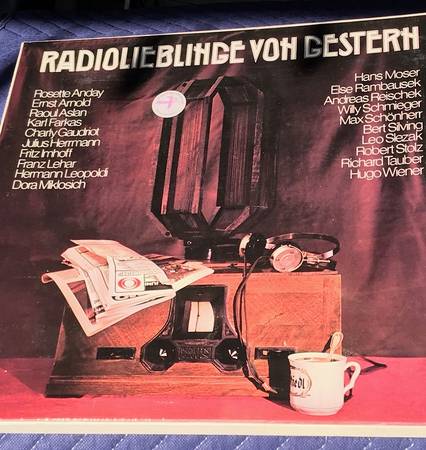 RADIOLIEBLINGE VON GESTERN
Rosette Anday
Ernst Arnold
Raoul Aslan
Karl Farkas
Charly Gaudriot
Julius Herrmann
Fritz Imhoff
Franz Lehar
Hermann Leopoldi
Dora Miklosich
Hans Moser
Else Rambausek
Andreas Reischek
Willy Schmieger
Max Schönherr
Bert Silving
Leo Slezak
Robert Stolz
Richard Tauber
Hugo Wiener